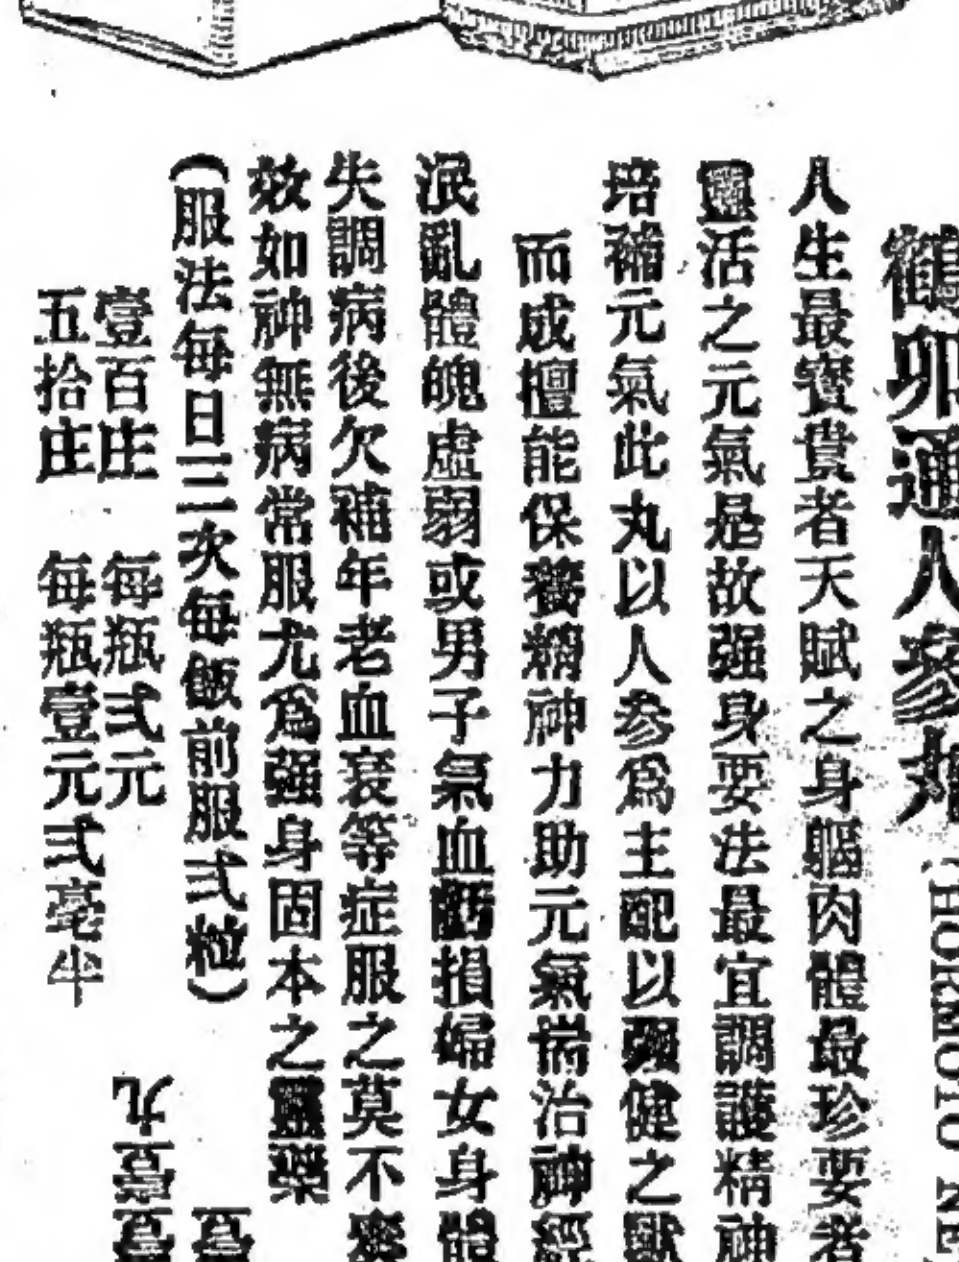 鶴卵通人參丸
(HORMOTO RE
人生最寶貴者天賦之身軀肉體最珍要者
靈活之元氣是故强身要法最宜調護精神
培補元氣此丸以人參爲主配以强健之獸
而成擅能保養精神力助元氣耑治神經
泯亂體魄虛弱或男子氣血虧損婦女身體
失調病後欠補年老血衰等症服之莫不
效如神無病常服尤爲强身固本之靈藥
(服法每日三次每飯前服弍粒)
壹百庄 每瓶弍元
五拾庄 每瓶壹元弍毫半